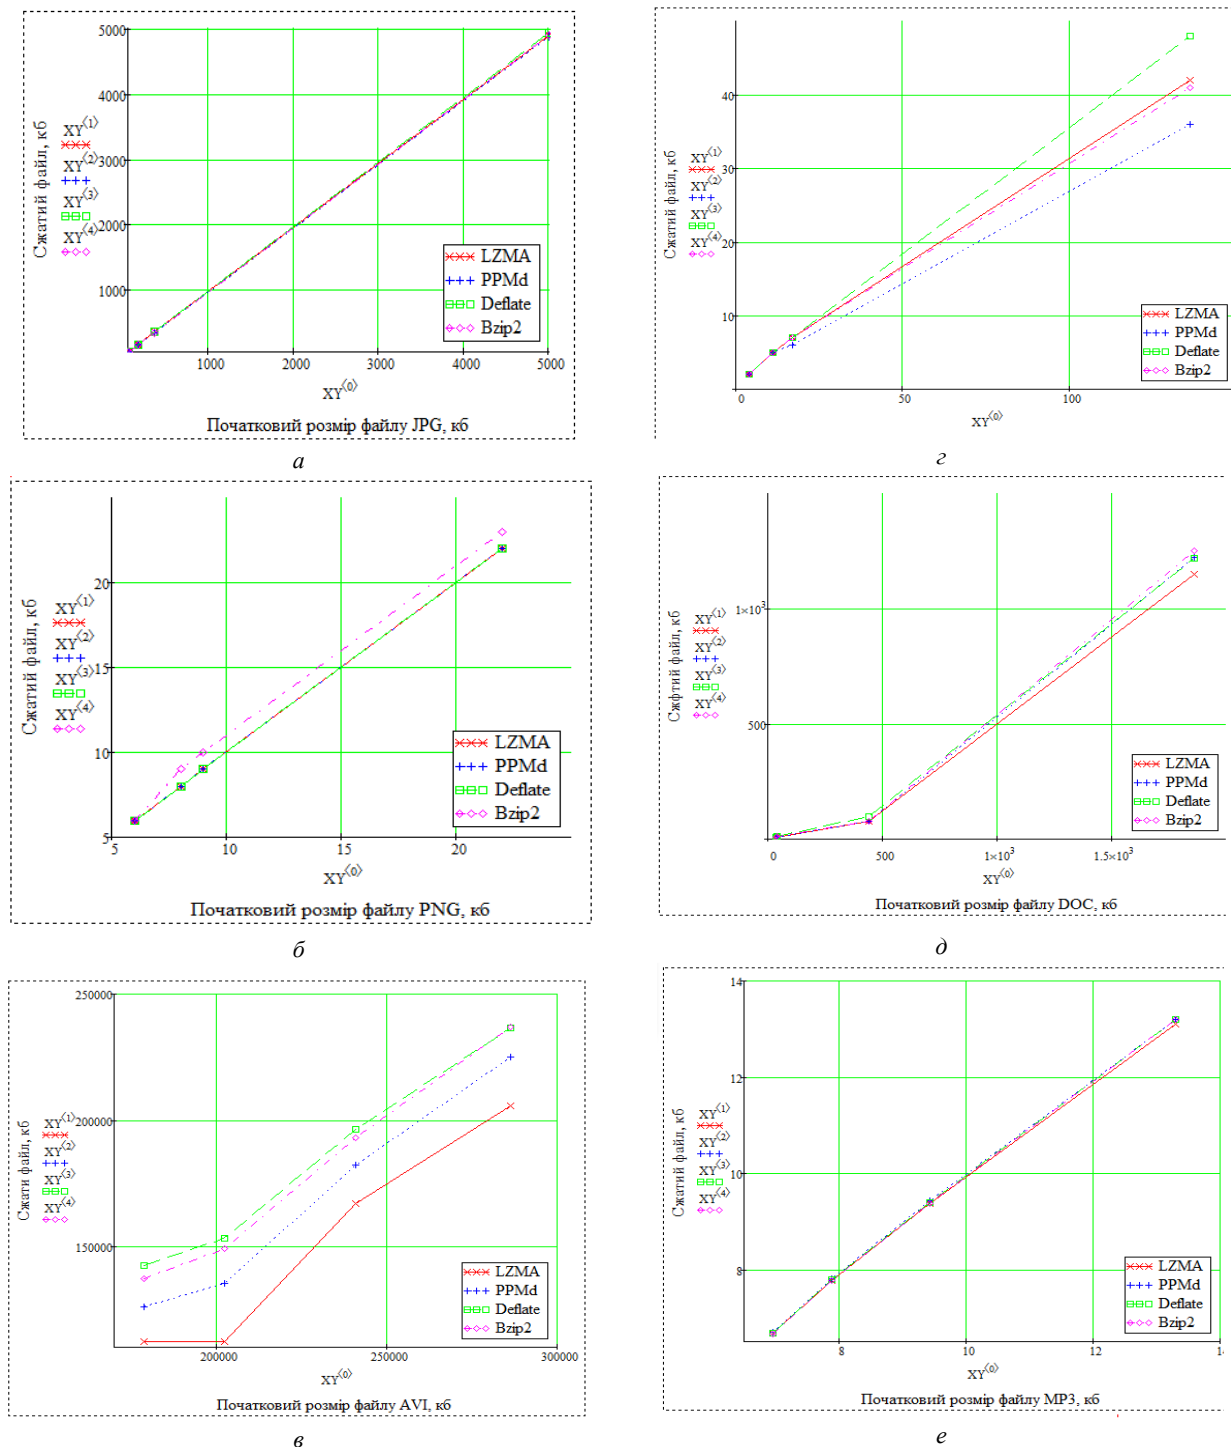 5000
4000
3000
2000
1000
Сжатий файл, кб
XY⟨1⟩
XY⟨2⟩
XY⟨3⟩
XY⟨4⟩
LZMA
PPMd
Deflate
Bzip2
1000 2000 3000 4000 5000
XY⟨0⟩
Початковий розмір файлу JPG, кб
а
40
30
20
10
Сжатий файл, кб
XY⟨1⟩
XY⟨2⟩
XY⟨3⟩
XY⟨4⟩
LZMA
PPMd
Deflate
Bzip2
0 50 100
XY⟨0⟩
г
20
15
10
5
Сжатий файл, кб
XY⟨1⟩
XY⟨2⟩
XY⟨3⟩
XY⟨4⟩
LZMA
PPMd
Deflate
Bzip2
5 10 15 20
XY⟨0⟩
Початковий розмір файлу PNG, кб
б
1×10³
500
Сжфтий файл, кб
XY⟨1⟩
XY⟨2⟩
XY⟨3⟩
XY⟨4⟩
LZMA
PPMd
Deflate
Bzip2
0 500 1×10³ 1.5×10³
XY⟨0⟩
Початковий розмір файлу DOC, кб
д
250000
200000
150000
Сжати файл, кб
XY⟨1⟩
XY⟨2⟩
XY⟨3⟩
XY⟨4⟩
LZMA
PPMd
Deflate
Bzip2
200000 250000 300000
XY⟨0⟩
Початковий розмір файлу AVI, кб
в
14
12
10
8
Сжатий файл, кб
XY⟨1⟩
XY⟨2⟩
XY⟨3⟩
XY⟨4⟩
LZMA
PPMd
Deflate
Bzip2
8 10 12
XY⟨0⟩
Початковий розмір файлу MP3, кб
е